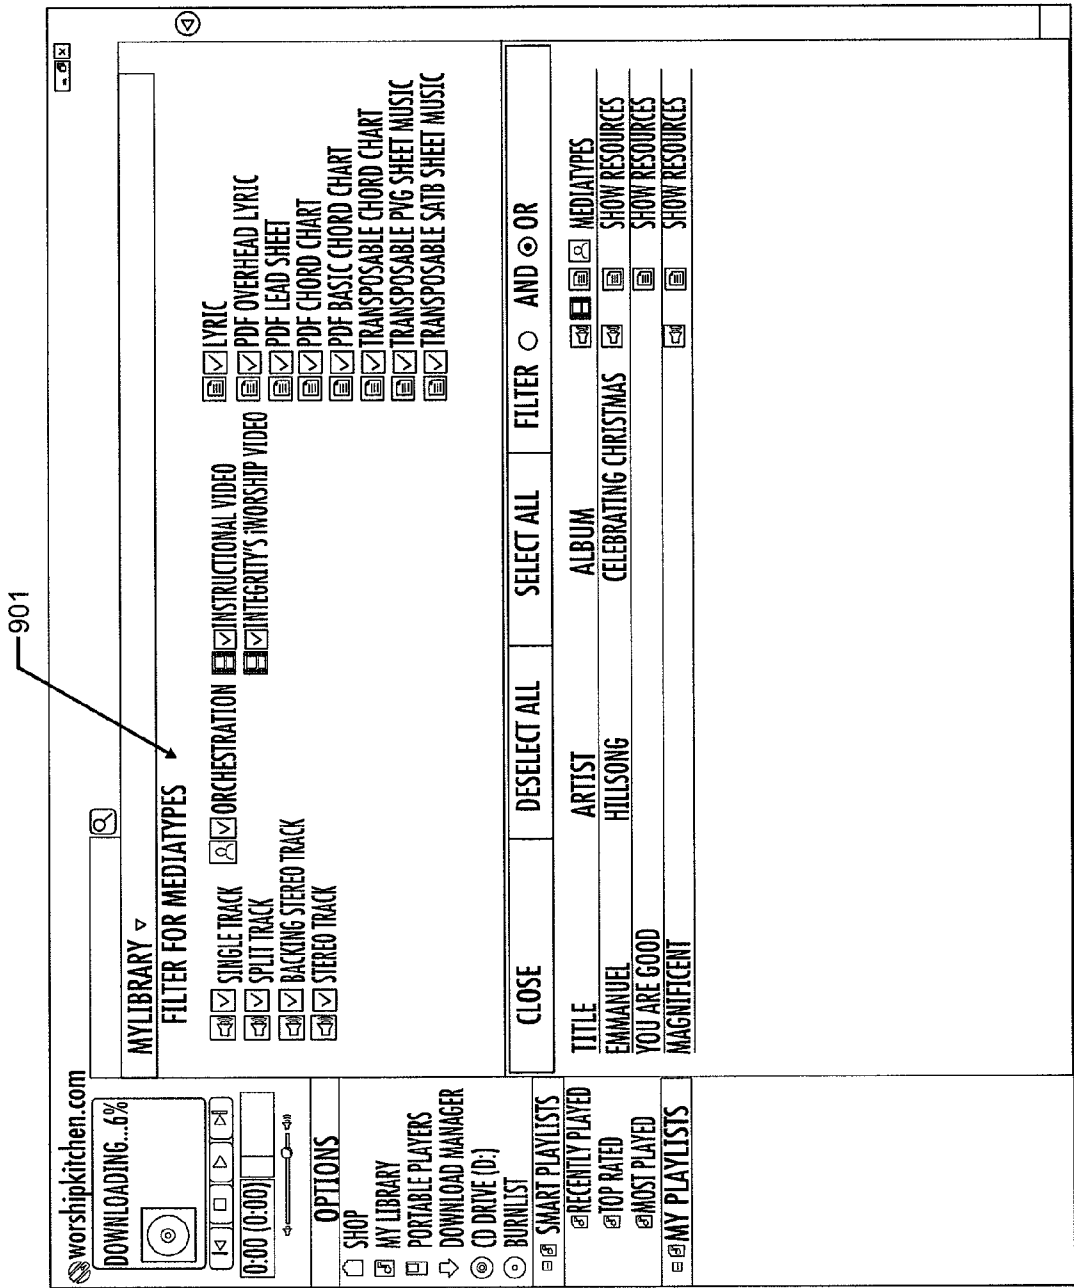 901
worshipkitchen.com
DOWNLOADING...6%
0:00 (0:00)
OPTIONS
SHOP
MY LIBRARY
PORTABLE PLAYERS
DOWNLOAD MANAGER
CD DRIVE (D:)
BURNLIST
SMART PLAYLISTS
RECENTLY PLAYED
TOP RATED
MOST PLAYED
MY PLAYLISTS
MYLIBRARY
FILTER FOR MEDIATYPES
SINGLE TRACK
SPLIT TRACK
BACKING STEREO TRACK
STEREO TRACK
ORCHESTRATION
INSTRUCTIONAL VIDEO
INTEGRITY'S iWORSHIP VIDEO
LYRIC
PDF OVERHEAD LYRIC
PDF LEAD SHEET
PDF CHORD CHART
PDF BASIC CHORD CHART
TRANSPOSABLE CHORD CHART
TRANSPOSABLE PVG SHEET MUSIC
TRANSPOSABLE SATB SHEET MUSIC
CLOSE DESELECT ALL SELECT ALL FILTER AND OR
TITLE ARTIST ALBUM MEDIATYPES
EMMANUEL HILLSONG CELEBRATING CHRISTMAS SHOW RESOURCES
YOU ARE GOOD SHOW RESOURCES
MAGNIFICENT SHOW RESOURCES